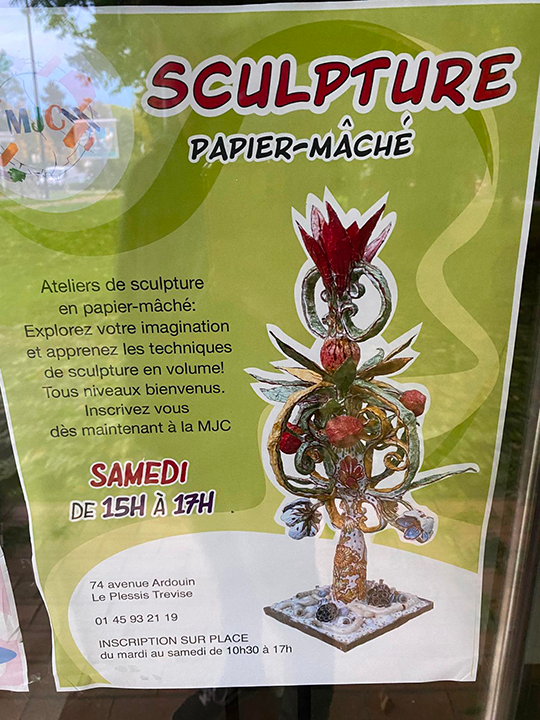 MJC
SCULPTURE
PAPIER-MÂCHÉ
Ateliers de sculpture
en papier-mâché:
Explorez votre imagination
et apprenez les techniques
de sculpture en volume!
Tous niveaux bienvenus.
Inscrivez vous
dès maintenant à la MJC
SAMEDI
DE 15H À 17H
74 avenue Ardouin
Le Plessis Trevise
01 45 93 21 19
INSCRIPTION SUR PLACE
du mardi au samedi de 10h30 à 17h